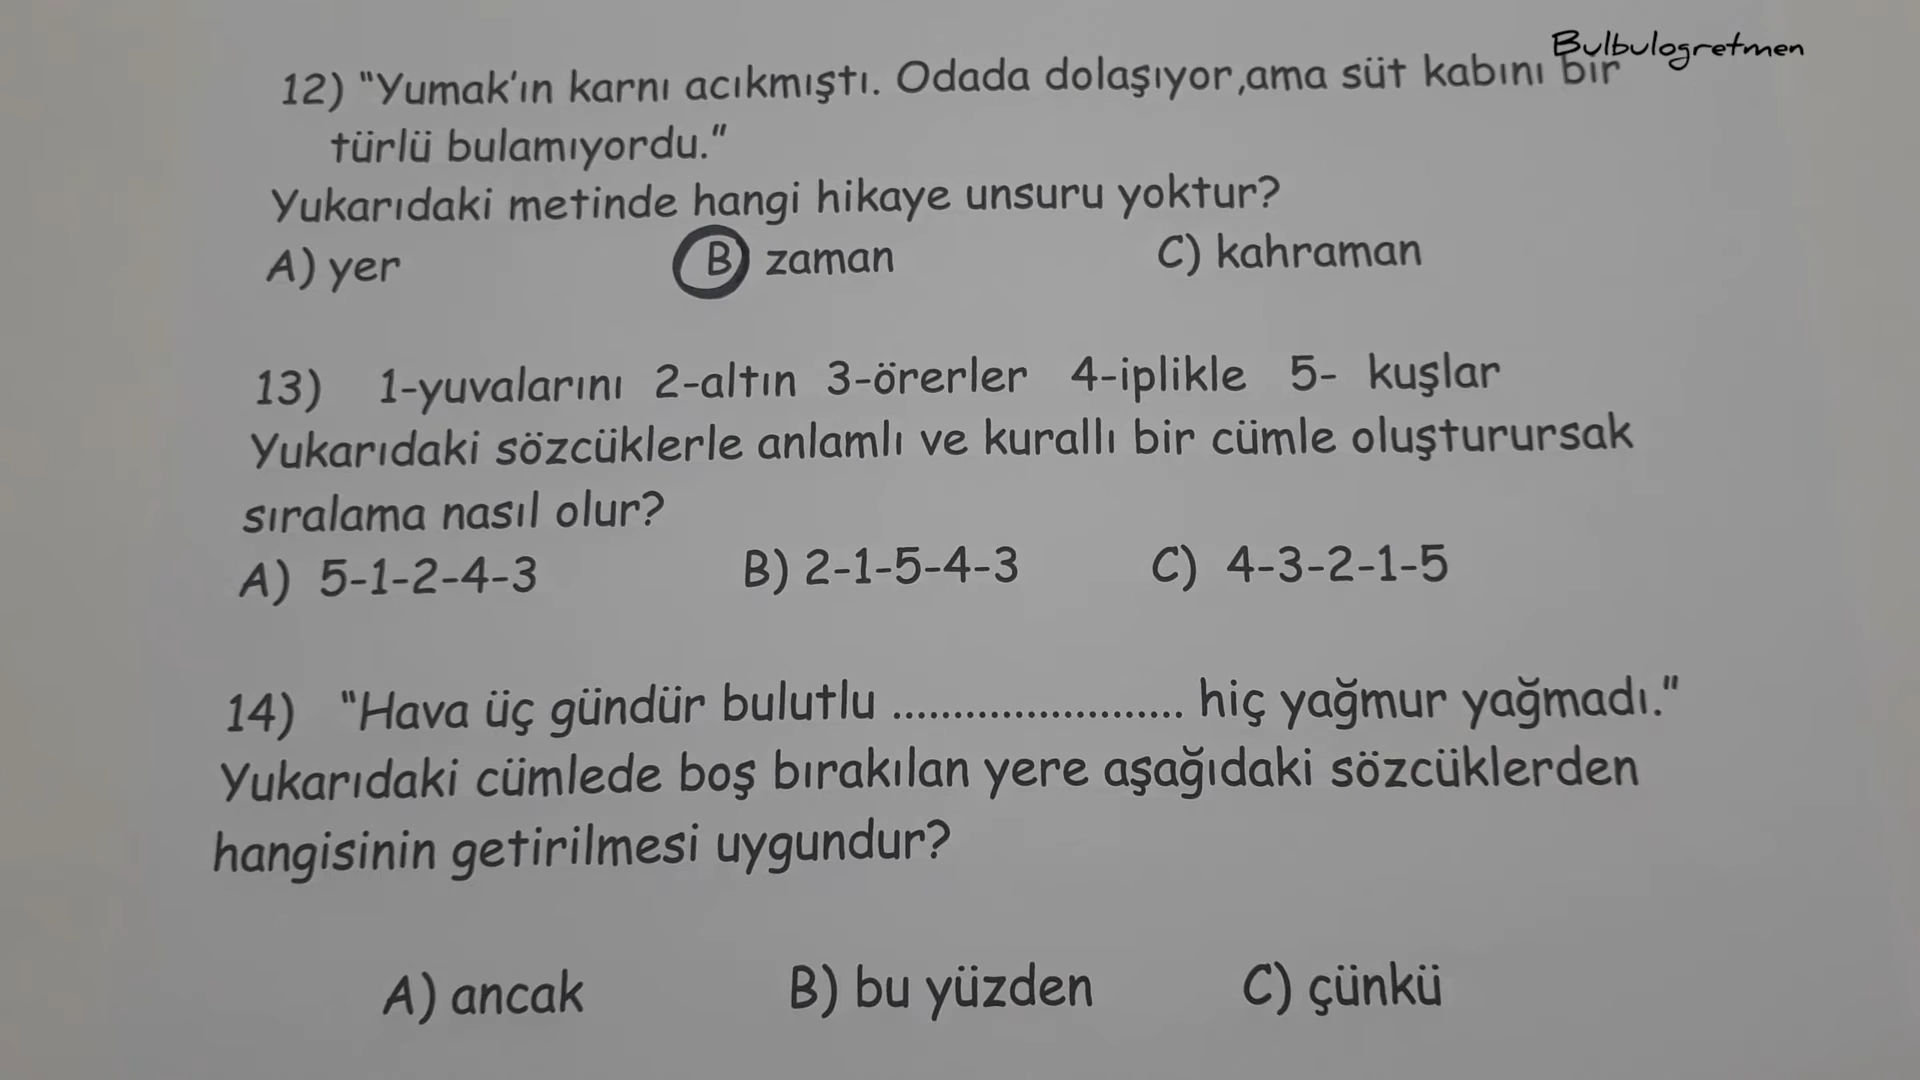 Bulbulogretmen
12) "Yumak'ın karnı acıkmıştı. Odada dolaşıyor,ama süt kabını bir
türlü bulamıyordu."
Yukarıdaki metinde hangi hikaye unsuru yoktur?
A) yer B) zaman C) kahraman
13) 1-yuvalarını 2-altın 3-örerler 4-iplikle 5- kuşlar
Yukarıdaki sözcüklerle anlamlı ve kurallı bir cümle oluşturursak
sıralama nasıl olur?
A) 5-1-2-4-3 B) 2-1-5-4-3 C) 4-3-2-1-5
14) "Hava üç gündür bulutlu ........................ hiç yağmur yağmadı."
Yukarıdaki cümlede boş bırakılan yere aşağıdaki sözcüklerden
hangisinin getirilmesi uygundur?
A) ancak B) bu yüzden C) çünkü